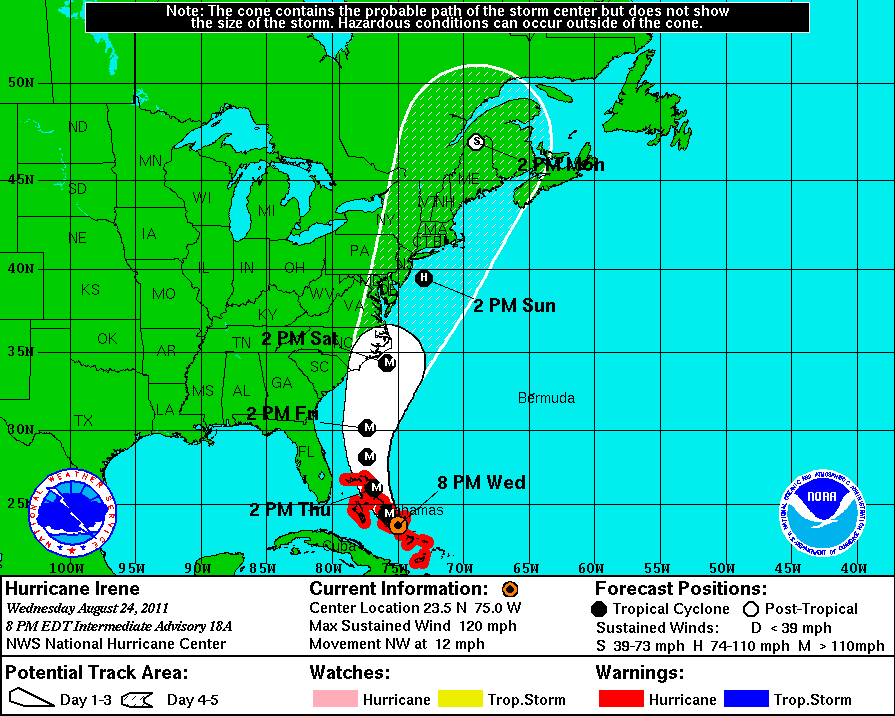 Note: The cone contains the probable path of the storm center but does not show
the size of the storm. Hazardous conditions can occur outside of the cone.
50N
ND
MN
S
2 PM Mon
45N
SD
WI
MI
ME
VT NH
NY
MA
NE
IA
CT RI
PA
40N
IL
IN
OH
H
KS
MO
WV
VA
2 PM Sun
KY
OK
TN
2 PM Sat
NC
35N
AR
SC
M
MS
AL
GA
Bermuda
LA
2 PM Fri
TX
30N
M
FL
M
8 PM Wed
M
NATIONAL WEATHER SERVICE
NOAA
25N
2 PM Thu
M
Cuba
100W
95W
90W
85W
80W
75W
70W
65W
60W
55W
50W
45W
40W
Hurricane Irene
Wednesday August 24, 2011
8 PM EDT Intermediate Advisory 18A
NWS National Hurricane Center
Current Information:
Center Location 23.5 N 75.0 W
Max Sustained Wind 120 mph
Movement NW at 12 mph
Forecast Positions:
Tropical Cyclone Post-Tropical
Sustained Winds: D < 39 mph
S 39-73 mph H 74-110 mph M > 110mph
Potential Track Area:
Day 1-3 Day 4-5
Watches:
Hurricane Trop.Storm
Warnings:
Hurricane Trop.Storm